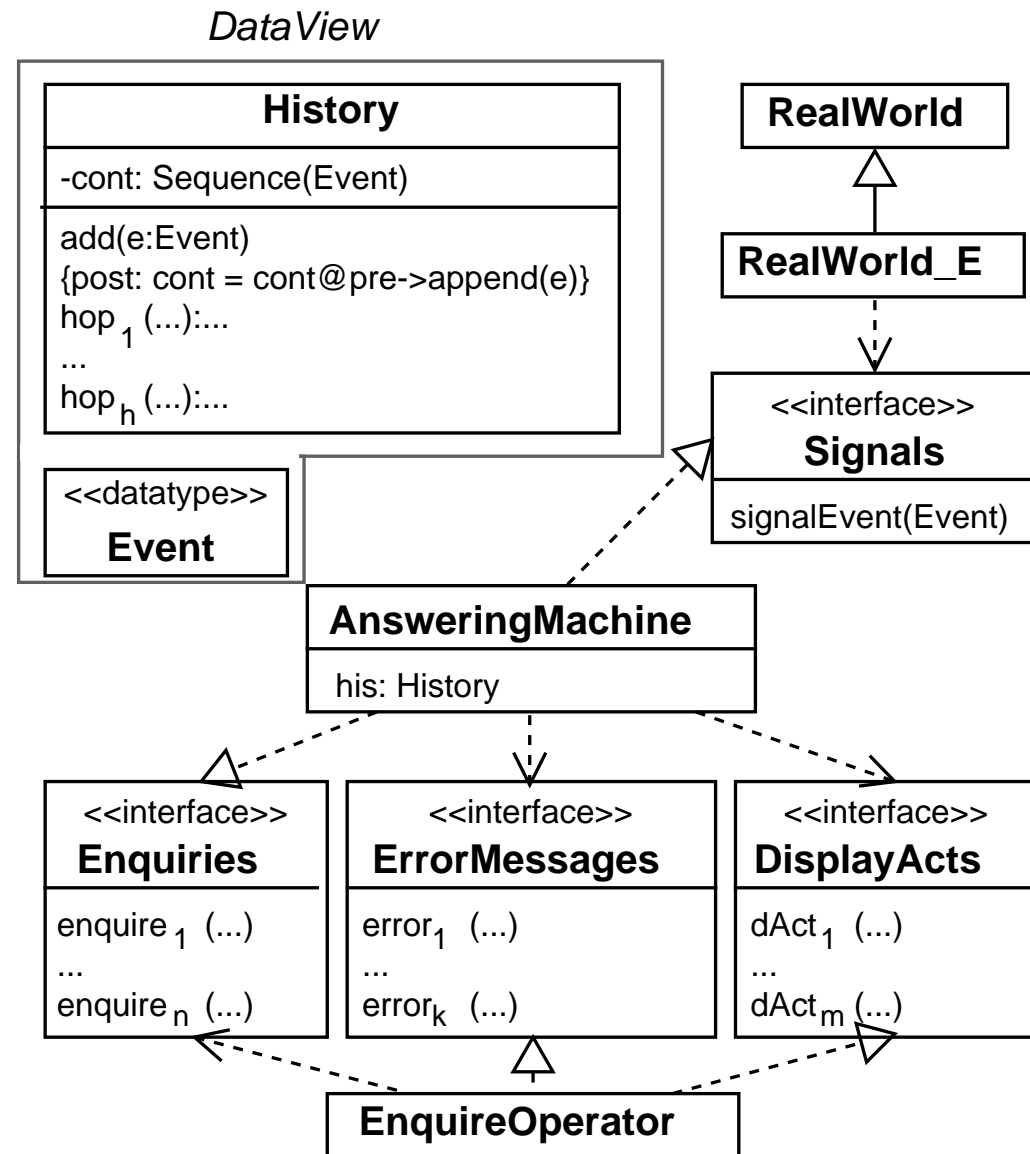 DataView
History
-cont: Sequence(Event)
add(e:Event)
{post: cont = cont@pre->append(e)}
hop1 (...):...
...
hoph (...):...
<<datatype>>
Event
RealWorld
RealWorld_E
<<interface>>
Signals
signalEvent(Event)
AnsweringMachine
his: History
<<interface>>
Enquiries
enquire1 (...)
...
enquiren (...)
<<interface>>
ErrorMessages
error1 (...)
...
errork (...)
<<interface>>
DisplayActs
dAct1 (...)
...
dActm (...)
EnquireOperator